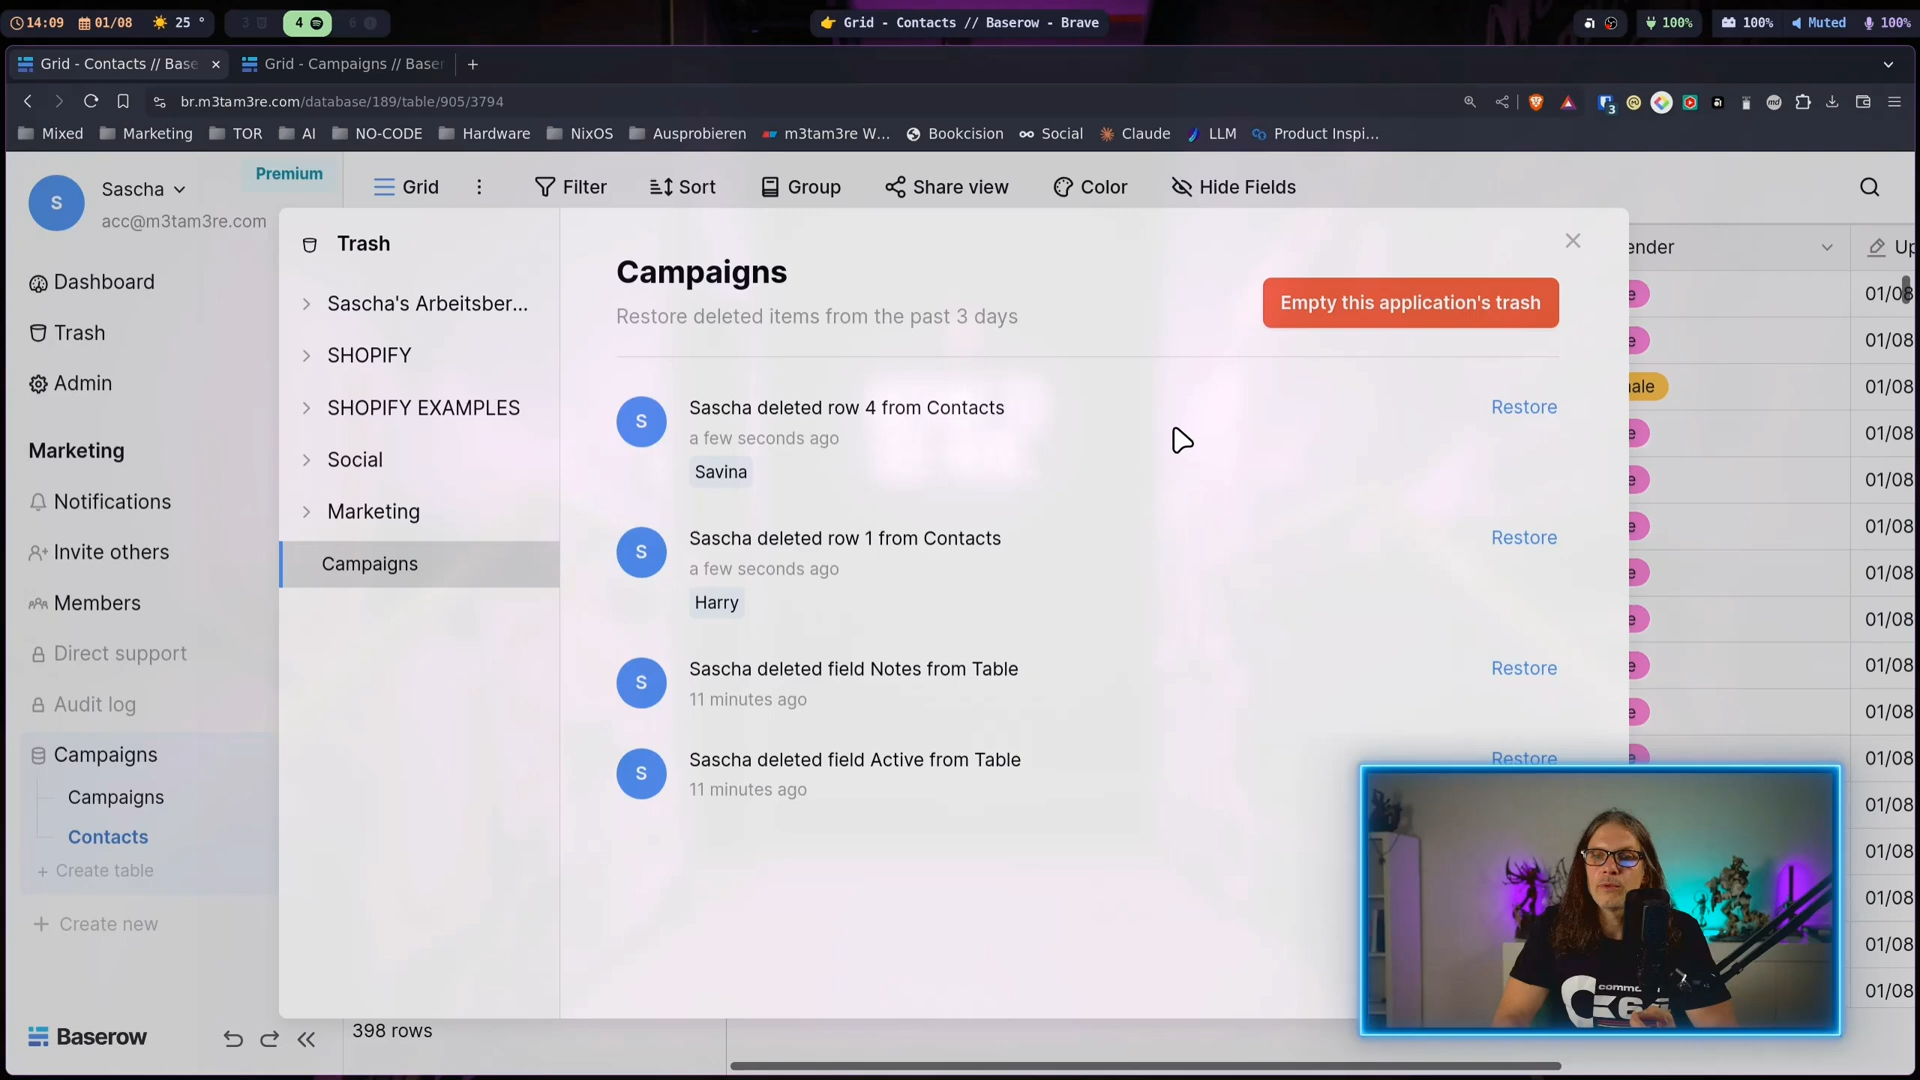 14:09 01/08 25 ° 3 4 6
Grid - Contacts // Baserow - Brave
100% 100% Muted 100%
Grid - Contacts // Base
Grid - Campaigns // Baser
br.m3tam3re.com/database/189/table/905/3794
Mixed Marketing TOR AI NO-CODE Hardware NixOS Ausprobieren m3tam3re W... Bookcision Social Claude LLM Product Inspi...
S
Sascha
Premium
acc@m3tam3re.com
Grid Filter Sort Group Share view Color Hide Fields
Dashboard
Trash
Admin
Marketing
Notifications
Invite others
Members
Direct support
Audit log
Campaigns
Campaigns
Contacts
+ Create table
+ Create new
Baserow
398 rows
Trash
Sascha's Arbeitsber...
SHOPIFY
SHOPIFY EXAMPLES
Social
Marketing
Campaigns
Campaigns
Restore deleted items from the past 3 days
Empty this application's trash
S
Sascha deleted row 4 from Contacts
a few seconds ago
Savina
Restore
S
Sascha deleted row 1 from Contacts
a few seconds ago
Harry
Restore
S
Sascha deleted field Notes from Table
11 minutes ago
Restore
S
Sascha deleted field Active from Table
11 minutes ago
Restore
ender
Up
e 01/08
e 01/08
nale 01/08
e 01/08
e 01/08
e 01/08
e 01/08
e 01/08
e 01/08
e 01/08
e 01/08
01/08
01/08
01/08
01/08
01/08